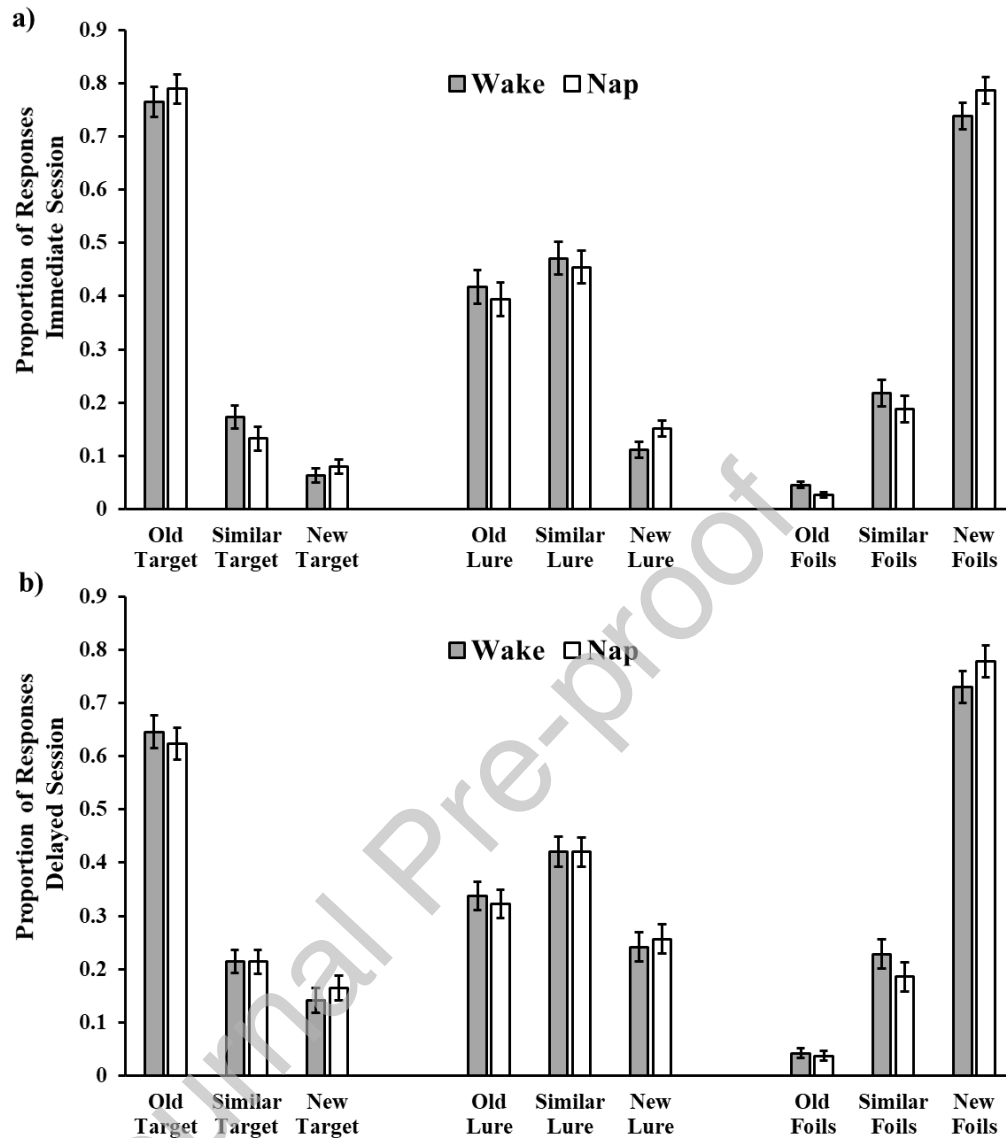 a)
0.9
0.8
0.7
0.6
0.5
0.4
0.3
0.2
0.1
0
Proportion of Responses
Immediate Session
Wake Nap
Old Similar New Old Similar New Old Similar New
Target Target Target Lure Lure Lure Foils Foils Foils
b)
0.9
0.8
0.7
0.6
0.5
0.4
0.3
0.2
0.1
0
Proportion of Responses
Delayed Session
Wake Nap
Old Similar New Old Similar New Old Similar New
Target Target Target Lure Lure Lure Foils Foils Foils
urnal Pre-proof